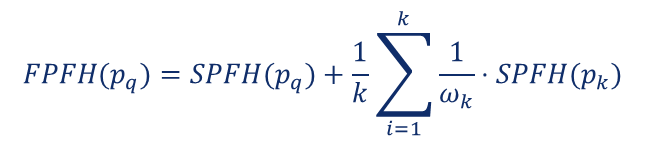 FPFH(p_q) = SPFH(p_q) + \frac{1}{k} \sum_{i=1}^{k} \frac{1}{\omega_k} \cdot SPFH(p_k)